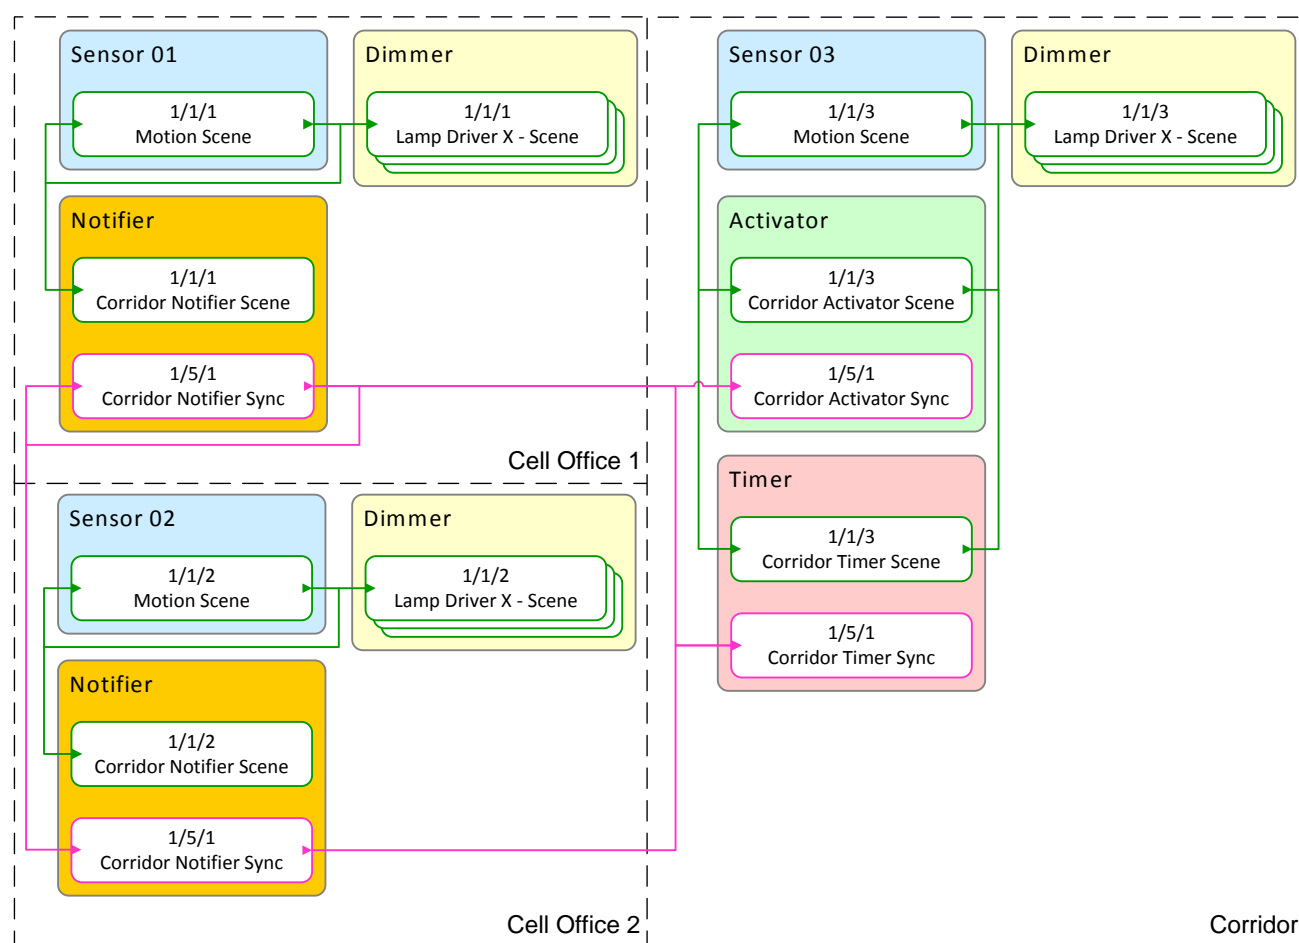 Sensor 01
1/1/1
Motion Scene
Dimmer
1/1/1
Lamp Driver X - Scene
Notifier
1/1/1
Corridor Notifier Scene
1/5/1
Corridor Notifier Sync
Cell Office 1
Sensor 02
1/1/2
Motion Scene
Dimmer
1/1/2
Lamp Driver X - Scene
Notifier
1/1/2
Corridor Notifier Scene
1/5/1
Corridor Notifier Sync
Cell Office 2
Sensor 03
1/1/3
Motion Scene
Dimmer
1/1/3
Lamp Driver X - Scene
Activator
1/1/3
Corridor Activator Scene
1/5/1
Corridor Activator Sync
Timer
1/1/3
Corridor Timer Scene
1/5/1
Corridor Timer Sync
Corridor